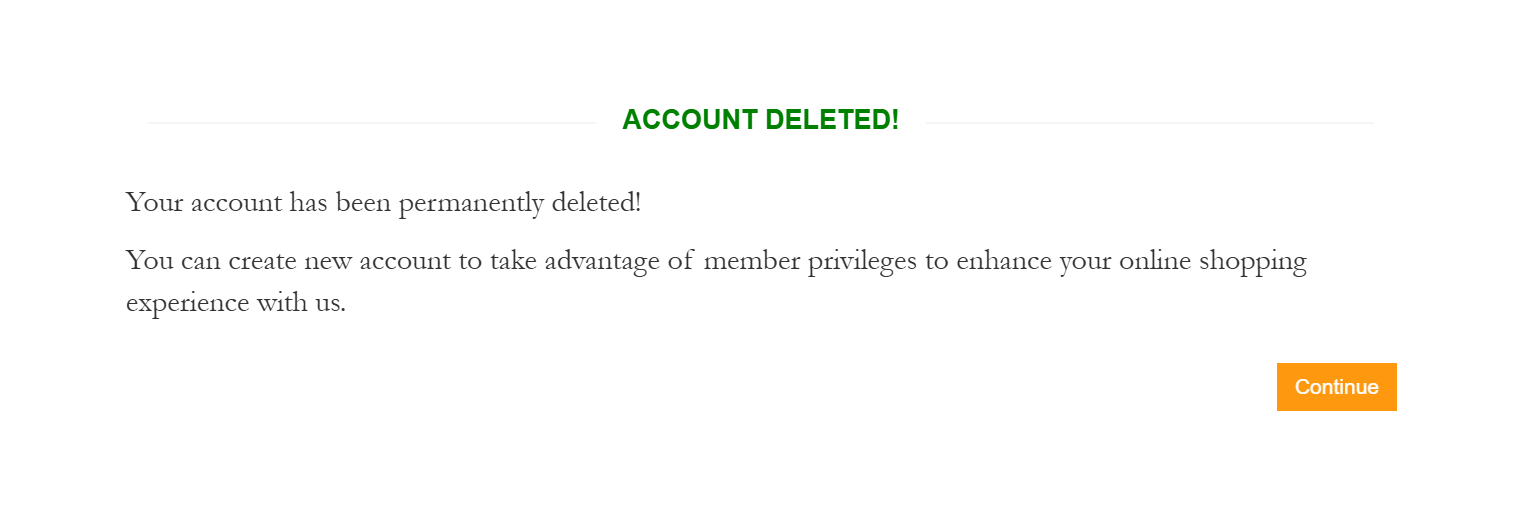 ACCOUNT DELETED!
Your account has been permanently deleted!
You can create new account to take advantage of member privileges to enhance your online shopping
experience with us.
Continue